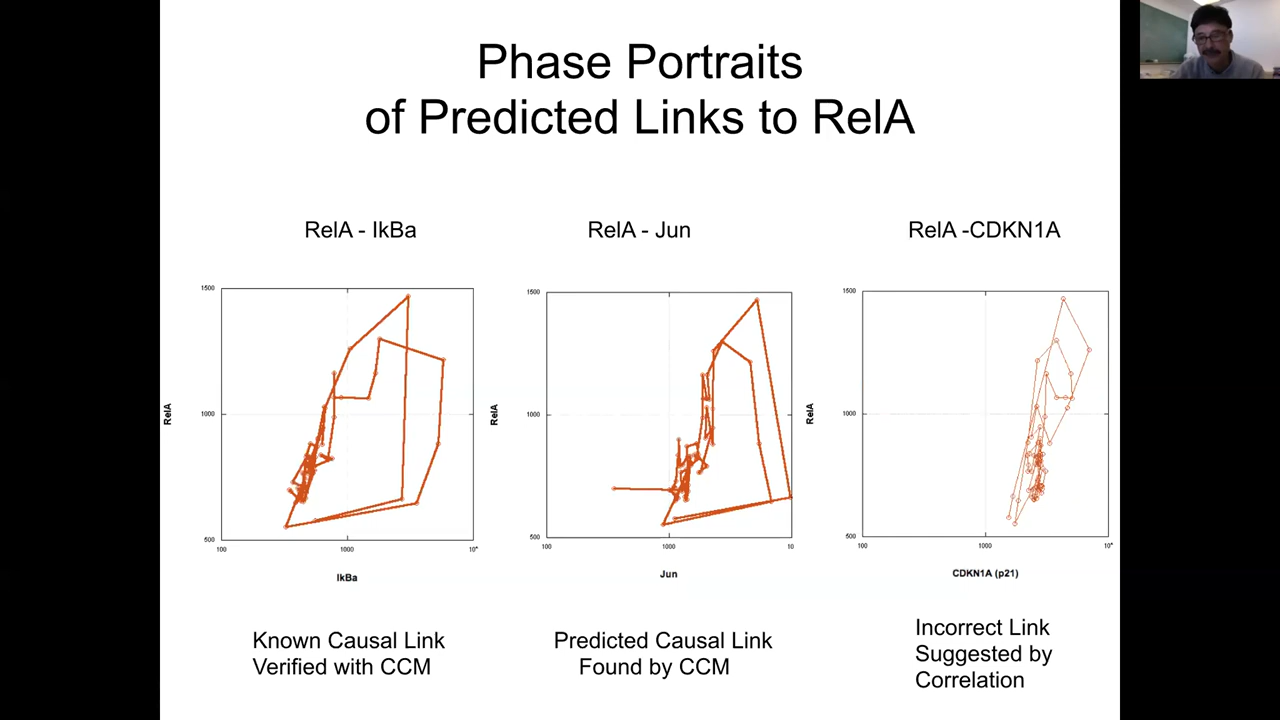 Phase Portraits
of Predicted Links to RelA
RelA - IkBa
RelA - Jun
RelA -CDKN1A
1500
1000
500
RelA
100
1000
10⁴
IkBa
1500
1000
500
RelA
100
1000
10
Jun
1500
1000
500
RelA
100
1000
10⁴
CDKN1A (p21)
Known Causal Link
Verified with CCM
Predicted Causal Link
Found by CCM
Incorrect Link
Suggested by
Correlation